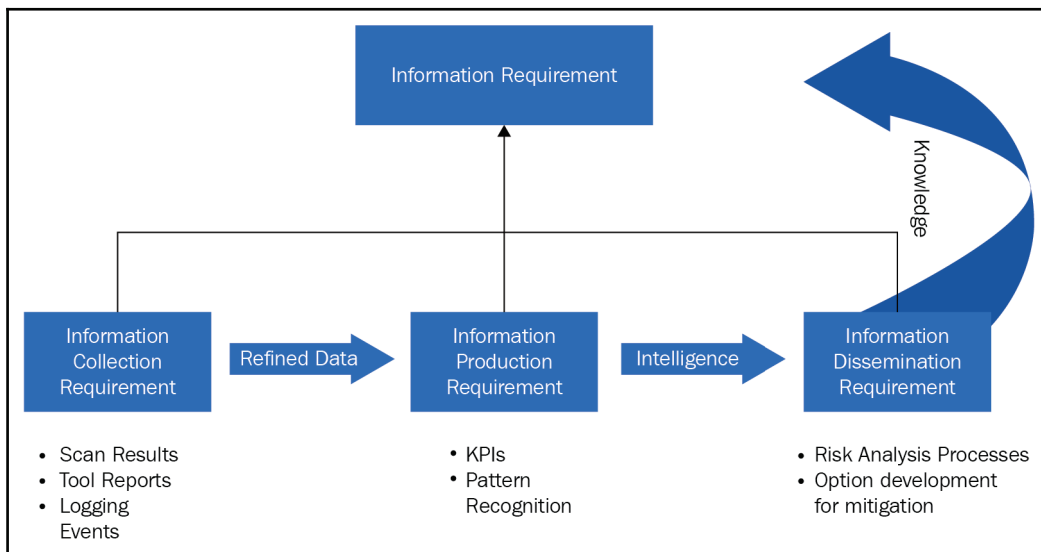 Information Requirement
Knowledge
Information
Collection
Requirement
Refined Data
Information
Production
Requirement
Intelligence
Information
Dissemination
Requirement
• Scan Results
• Tool Reports
• Logging
Events
• KPIs
• Pattern
Recognition
• Risk Analysis Processes
• Option development
for mitigation